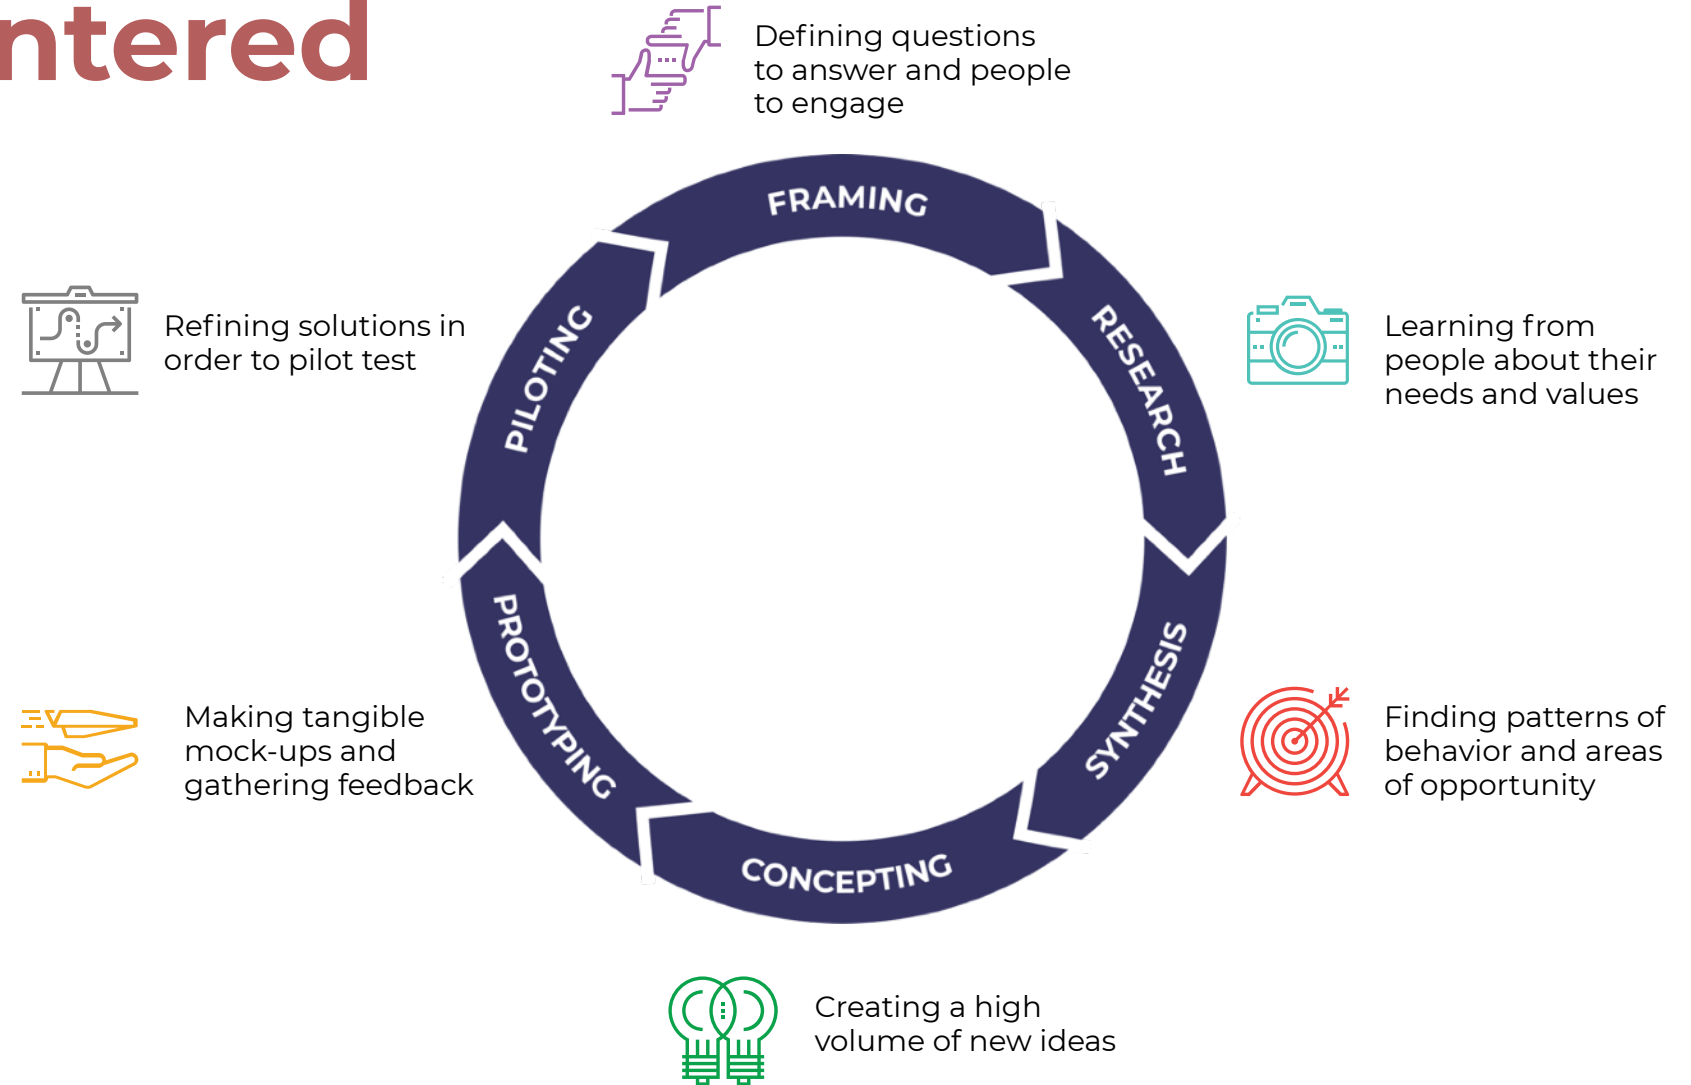 ntered
Defining questions
to answer and people
to engage
FRAMING
RESEARCH
Learning from
people about their
needs and values
SYNTHESIS
Finding patterns of
behavior and areas
of opportunity
CONCEPTING
Creating a high
volume of new ideas
PROTOTYPING
Making tangible
mock-ups and
gathering feedback
PILOTING
Refining solutions in
order to pilot test